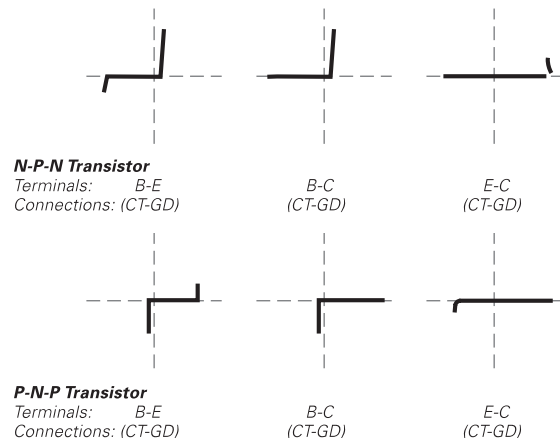 N-P-N Transistor
Terminals: B-E B-C E-C
Connections: (CT-GD) (CT-GD) (CT-GD)
P-N-P Transistor
Terminals: B-E B-C E-C
Connections: (CT-GD) (CT-GD) (CT-GD)